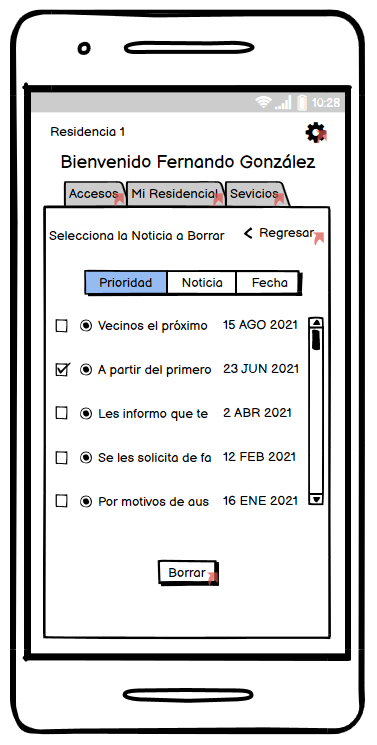 10:28
Residencia 1
Bienvenido Fernando González
Accesos Mi Residencial Sevicios
Selecciona la Noticia a Borrar < Regresar
Prioridad Noticia Fecha
Vecinos el próximo 15 AGO 2021
A partir del primero 23 JUN 2021
Les informo que te 2 ABR 2021
Se les solicita de fa 12 FEB 2021
Por motivos de aus 16 ENE 2021
Borrar